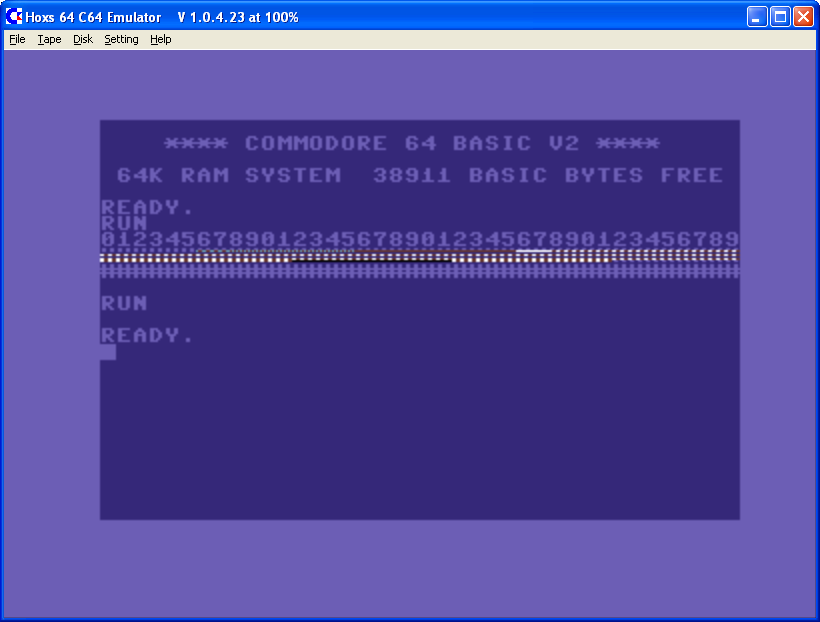 Hoxs 64 C64 Emulator V 1.0.4.23 at 100%
File Tape Disk Setting Help
**** COMMODORE 64 BASIC V2 ****
64K RAM SYSTEM 38911 BASIC BYTES FREE
READY.
RUN
0123456789012345678901234567890123456789
########################################
RUN
READY.